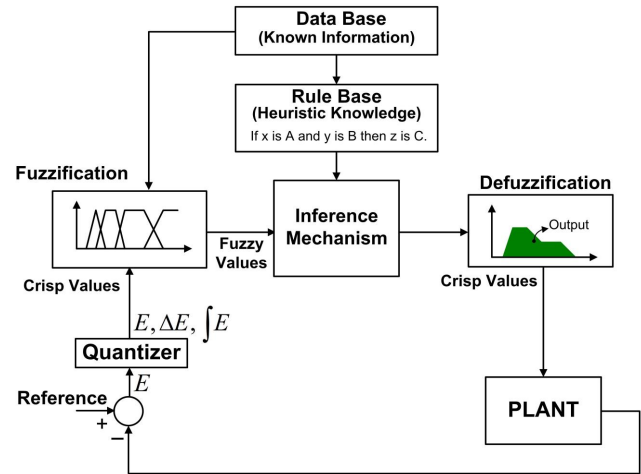 Data Base
(Known Information)
Rule Base
(Heuristic Knowledge)
If x is A and y is B then z is C.
Fuzzification
Defuzzification
Inference
Mechanism
Output
Fuzzy
Values
Crisp Values
Crisp Values
E, ΔE, ∫E
Quantizer
E
Reference
+
−
PLANT